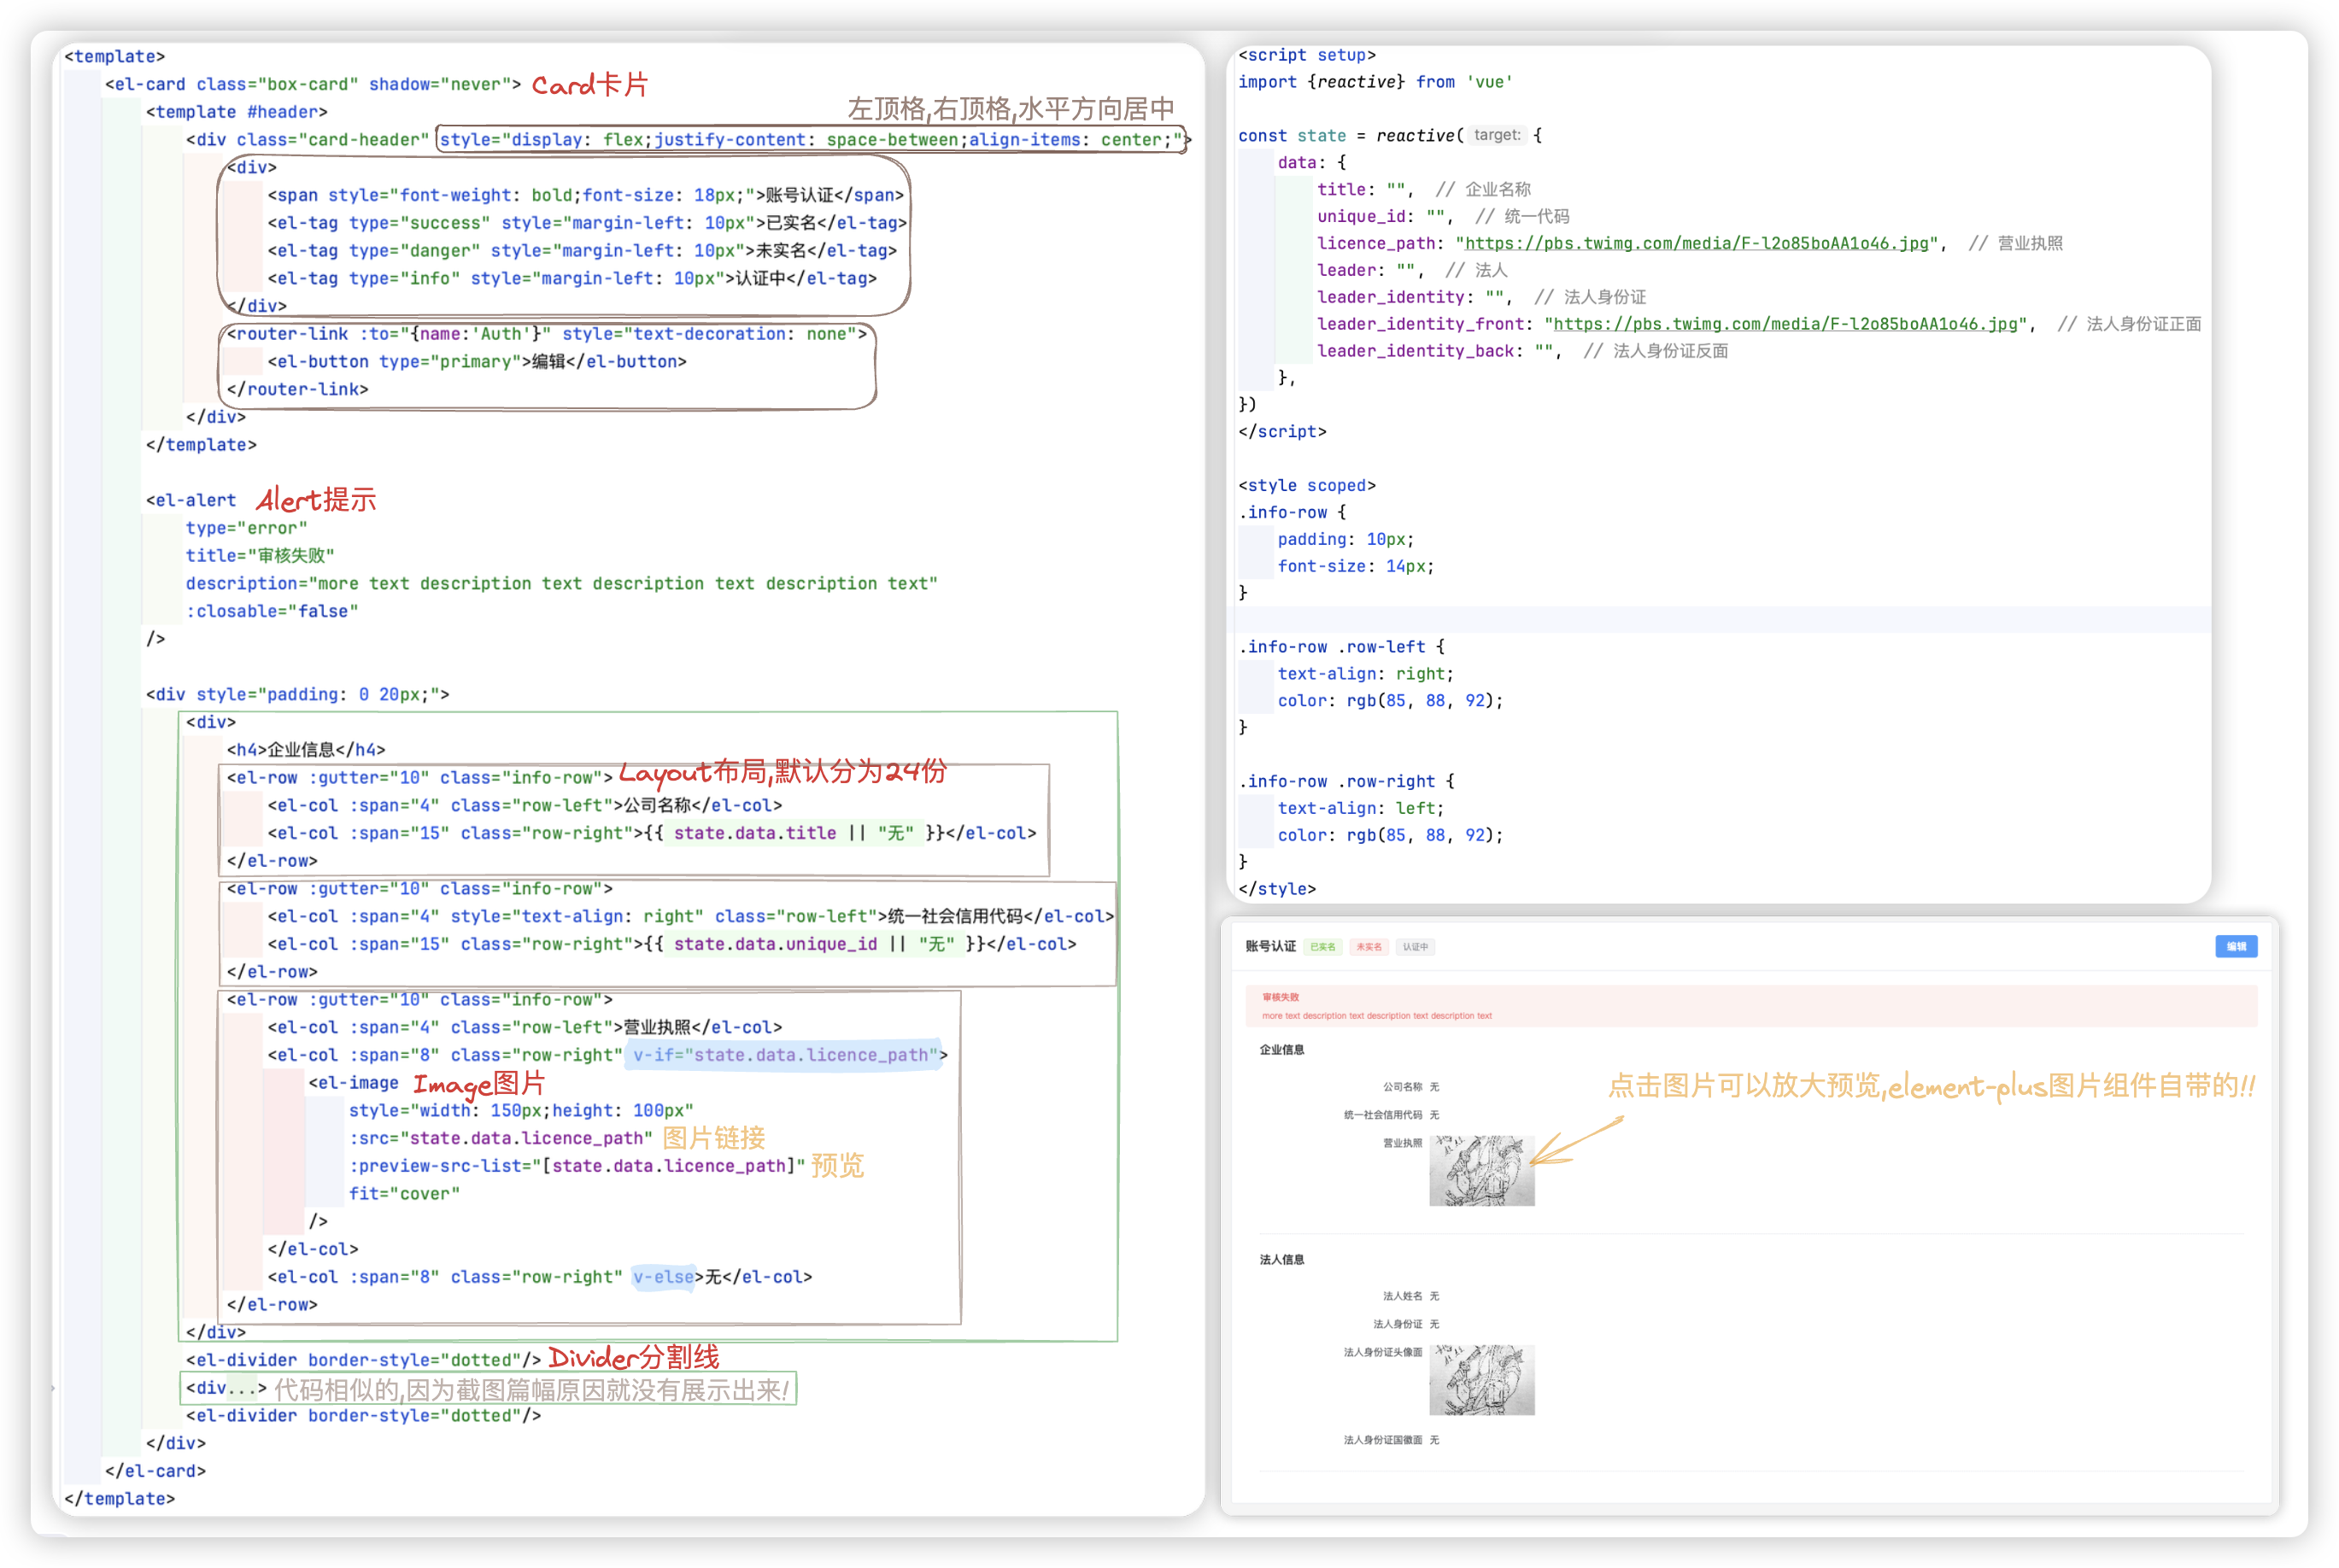 <template>
<el-card class="box-card" shadow="never"> Card卡片
<template #header>
左顶格,右顶格,水平方向居中
<div class="card-header" style="display: flex;justify-content: space-between;align-items: center;">
<div>
<span style="font-weight: bold;font-size: 18px;">账号认证</span>
<el-tag type="success" style="margin-left: 10px">已实名</el-tag>
<el-tag type="danger" style="margin-left: 10px">未实名</el-tag>
<el-tag type="info" style="margin-left: 10px">认证中</el-tag>
</div>
<router-link :to="{name:'Auth'}" style="text-decoration: none">
<el-button type="primary">编辑</el-button>
</router-link>
</div>
</template>
<el-alert Alert提示
type="error"
title="审核失败"
description="more text description text description text description text"
:closable="false"
/>
<div style="padding: 0 20px;">
<div>
<h4>企业信息</h4>
<el-row :gutter="10" class="info-row"> Layout布局,默认分为24份
<el-col :span="4" class="row-left">公司名称</el-col>
<el-col :span="15" class="row-right">{{ state.data.title || "无" }}</el-col>
</el-row>
<el-row :gutter="10" class="info-row">
<el-col :span="4" style="text-align: right" class="row-left">统一社会信用代码</el-col>
<el-col :span="15" class="row-right">{{ state.data.unique_id || "无" }}</el-col>
</el-row>
<el-row :gutter="10" class="info-row">
<el-col :span="4" class="row-left">营业执照</el-col>
<el-col :span="8" class="row-right" v-if="state.data.licence_path">
<el-image Image图片
style="width: 150px;height: 100px"
:src="state.data.licence_path" 图片链接
:preview-src-list="[state.data.licence_path]" 预览
fit="cover"
/>
</el-col>
<el-col :span="8" class="row-right" v-else>无</el-col>
</el-row>
</div>
<el-divider border-style="dotted"/> Divider分割线
<div...> 代码相似的,因为截图篇幅原因就没有展示出来!
<el-divider border-style="dotted"/>
</div>
</el-card>
</template>
<script setup>
import {reactive} from 'vue'
const state = reactive( target: {
data: {
title: "", // 企业名称
unique_id: "", // 统一代码
licence_path: "https://pbs.twimg.com/media/F-l2o85boAA1o46.jpg", // 营业执照
leader: "", // 法人
leader_identity: "", // 法人身份证
leader_identity_front: "https://pbs.twimg.com/media/F-l2o85boAA1o46.jpg", // 法人身份证正面
leader_identity_back: "", // 法人身份证反面
},
})
</script>
<style scoped>
.info-row {
padding: 10px;
font-size: 14px;
}
.info-row .row-left {
text-align: right;
color: rgb(85, 88, 92);
}
.info-row .row-right {
text-align: left;
color: rgb(85, 88, 92);
}
</style>
账号认证 已实名 未实名 认证中 编辑
审核失败
more text description text description text description text
企业信息
公司名称 无
点击图片可以放大预览,element-plus图片组件自带的!!
统一社会信用代码 无
营业执照
法人信息
法人姓名 无
法人身份证 无
法人身份证头像面
法人身份证国徽面 无